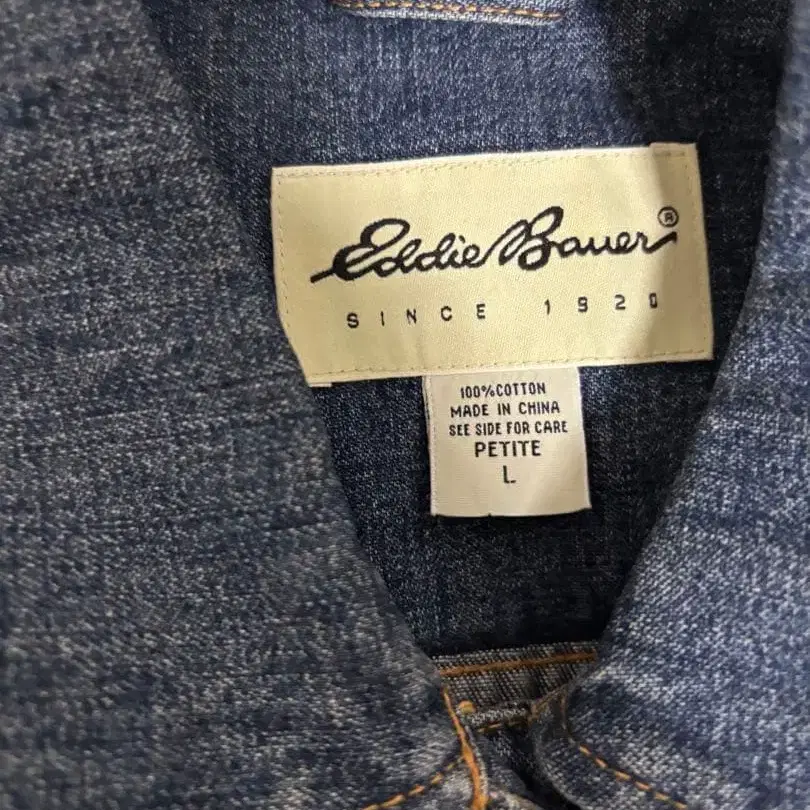 Eddie Bauer®
SINCE 1920
100% COTTON
MADE IN CHINA
SEE SIDE FOR CARE
PETITE
L